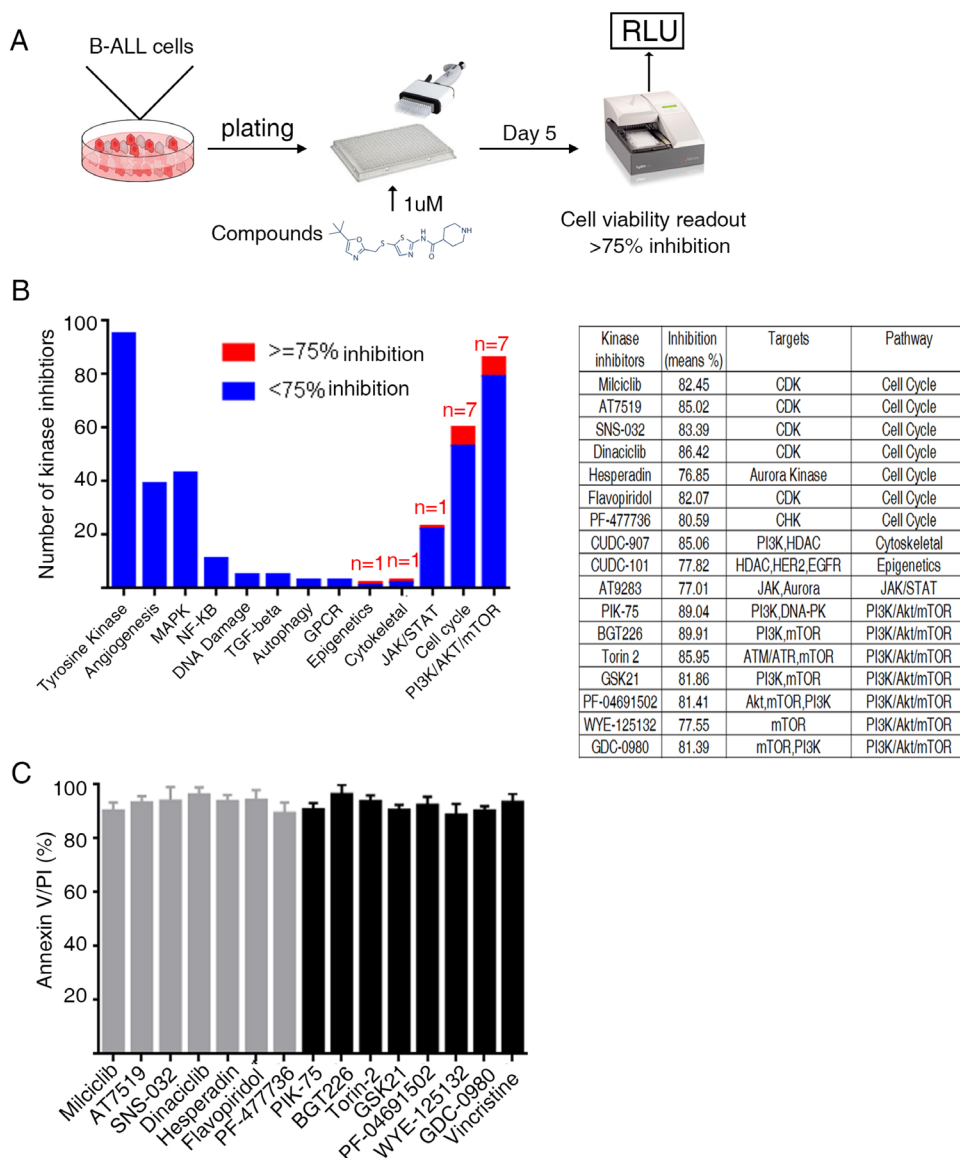 A
B-ALL cells
plating
1uM
Compounds
Day 5
RLU
Cell viability readout
>75% inhibition
B
Number of kinase inhibtiors
100
80
60
40
20
>=75% inhibition
<75% inhibition
n=1
n=1
n=1
n=7
n=7
Tyrosine Kinase
Angiogenesis
MAPK
NF-KB
DNA Damage
TGF-beta
Autophagy
GPCR
Epigenetics
Cytokeletal
JAK/STAT
Cell cycle
PI3K/AKT/mTOR
Kinase inhibitors Inhibition (means %) Targets Pathway
Milciclib 82.45 CDK Cell Cycle
AT7519 85.02 CDK Cell Cycle
SNS-032 83.39 CDK Cell Cycle
Dinaciclib 86.42 CDK Cell Cycle
Hesperadin 76.85 Aurora Kinase Cell Cycle
Flavopiridol 82.07 CDK Cell Cycle
PF-477736 80.59 CHK Cell Cycle
CUDC-907 85.06 PI3K,HDAC Cytoskeletal
CUDC-101 77.82 HDAC,HER2,EGFR Epigenetics
AT9283 77.01 JAK,Aurora JAK/STAT
PIK-75 89.04 PI3K,DNA-PK PI3K/Akt/mTOR
BGT226 89.91 PI3K,mTOR PI3K/Akt/mTOR
Torin 2 85.95 ATM/ATR,mTOR PI3K/Akt/mTOR
GSK21 81.86 PI3K,mTOR PI3K/Akt/mTOR
PF-04691502 81.41 Akt,mTOR,PI3K PI3K/Akt/mTOR
WYE-125132 77.55 mTOR PI3K/Akt/mTOR
GDC-0980 81.39 mTOR,PI3K PI3K/Akt/mTOR
C
Annexin V/PI (%)
100
80
60
40
20
Milciclib
AT7519
SNS-032
Dinaciclib
Hesperadin
Flavopiridol
PF-477736
PIK-75
BGT226
Torin-2
GSK21
PF-04691502
WYE-125132
GDC-0980
Vincristine